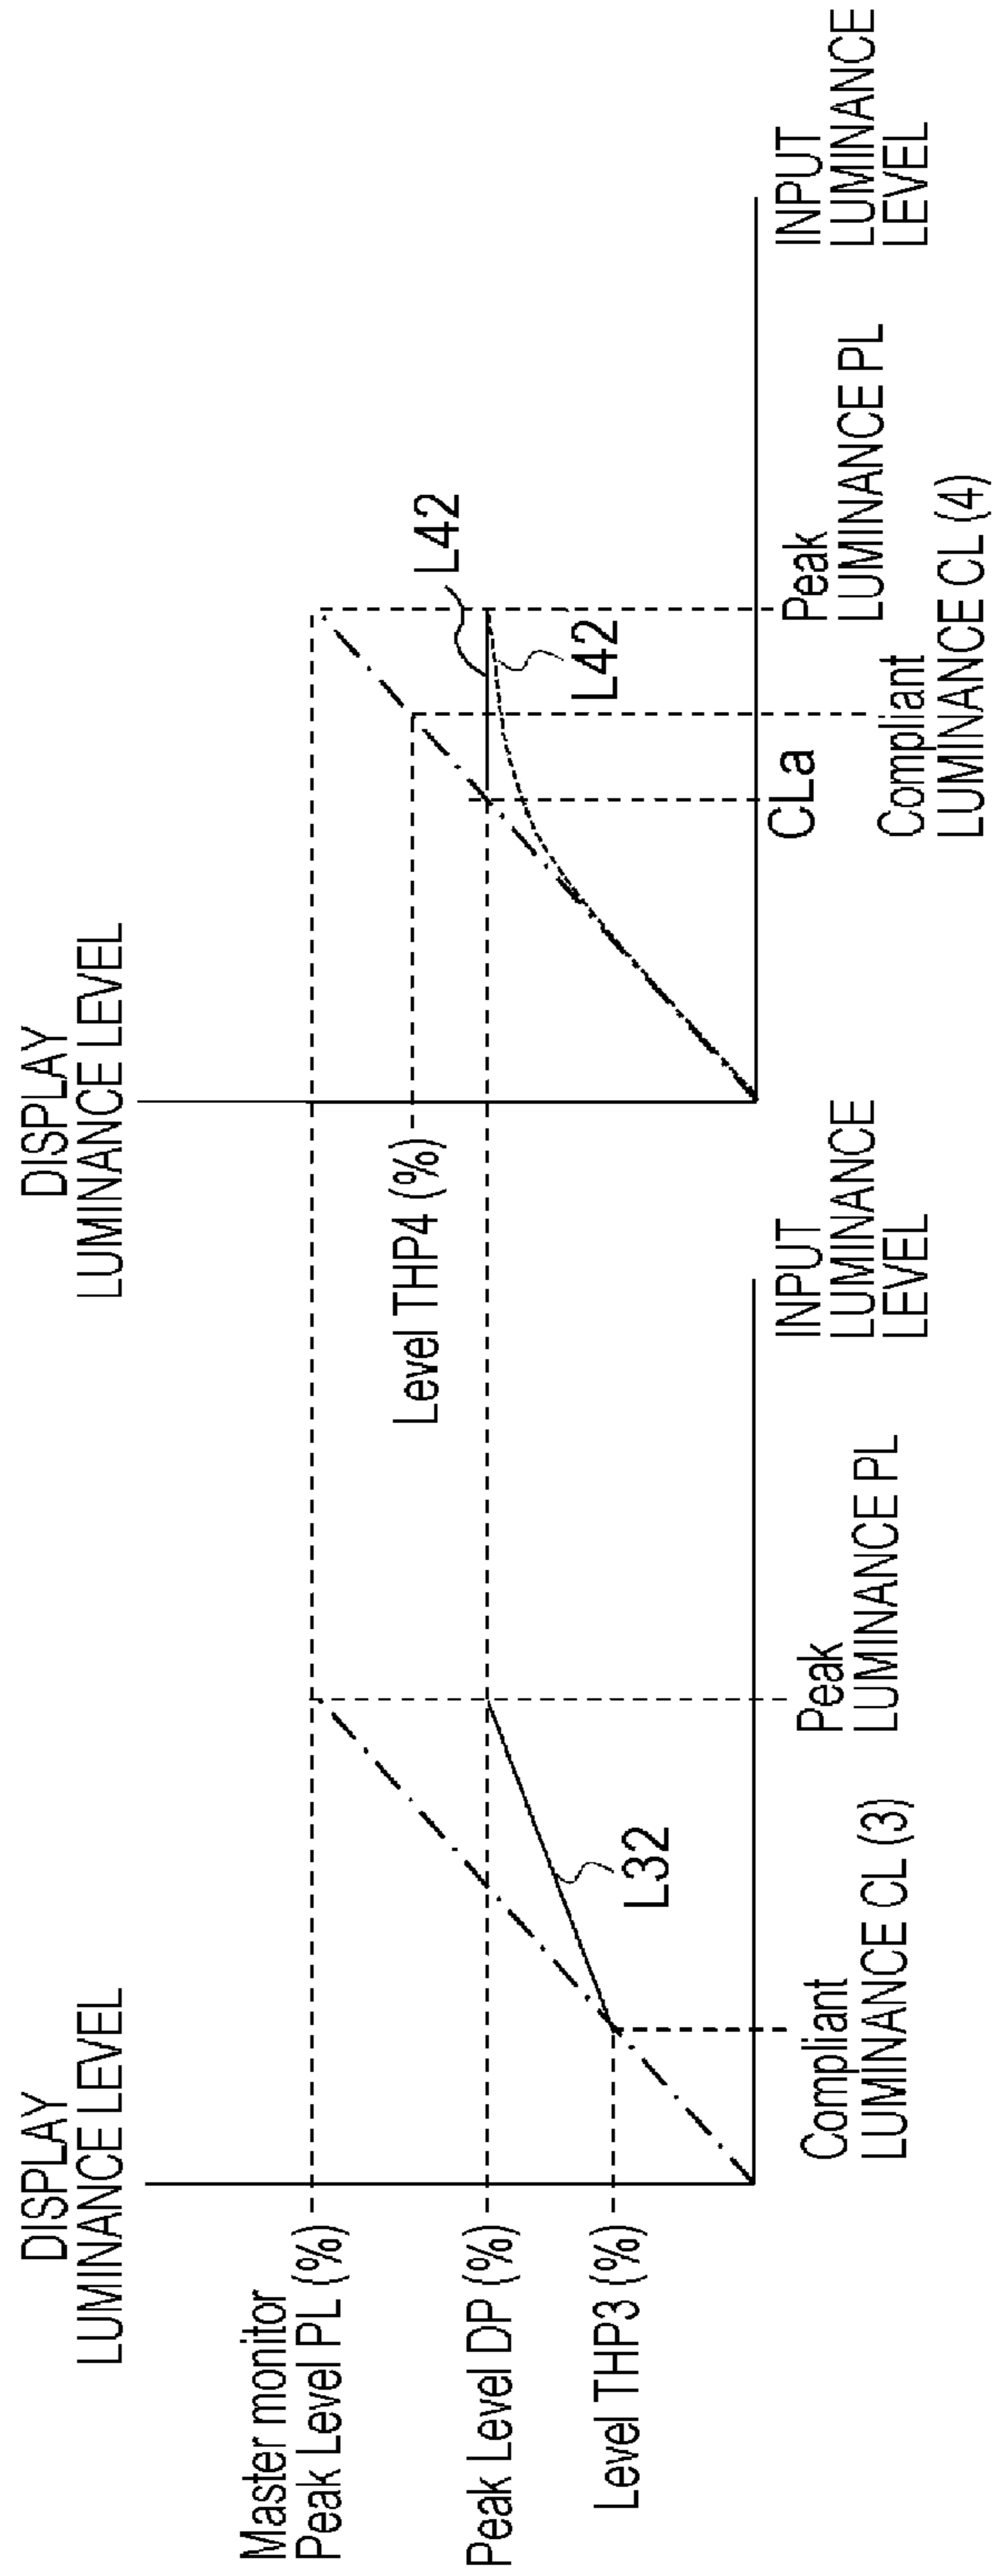 DISPLAY
LUMINANCE LEVEL
Master monitor
Peak Level PL (%)
Peak Level DP (%)
Level THP3 (%)
L32
Compliant
LUMINANCE CL (3)
Peak
LUMINANCE PL
INPUT
LUMINANCE
LEVEL
DISPLAY
LUMINANCE LEVEL
Level THP4 (%)
L42
L42
CLa
Compliant
LUMINANCE CL (4)
Peak
LUMINANCE PL
INPUT
LUMINANCE
LEVEL